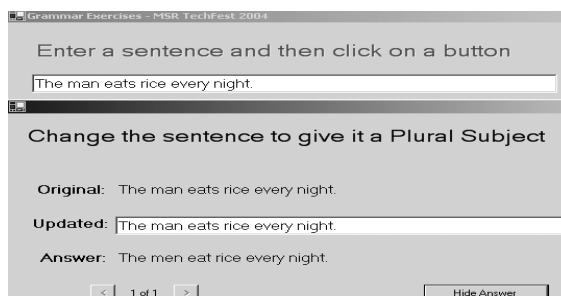 Grammar Exercises - MSR TechFest 2004
Enter a sentence and then click on a button
The man eats rice every night.
Change the sentence to give it a Plural Subject
Original: The man eats rice every night.
Updated: The man eats rice every night.
Answer: The men eat rice every night.
< 1 of 1 > Hide Answer